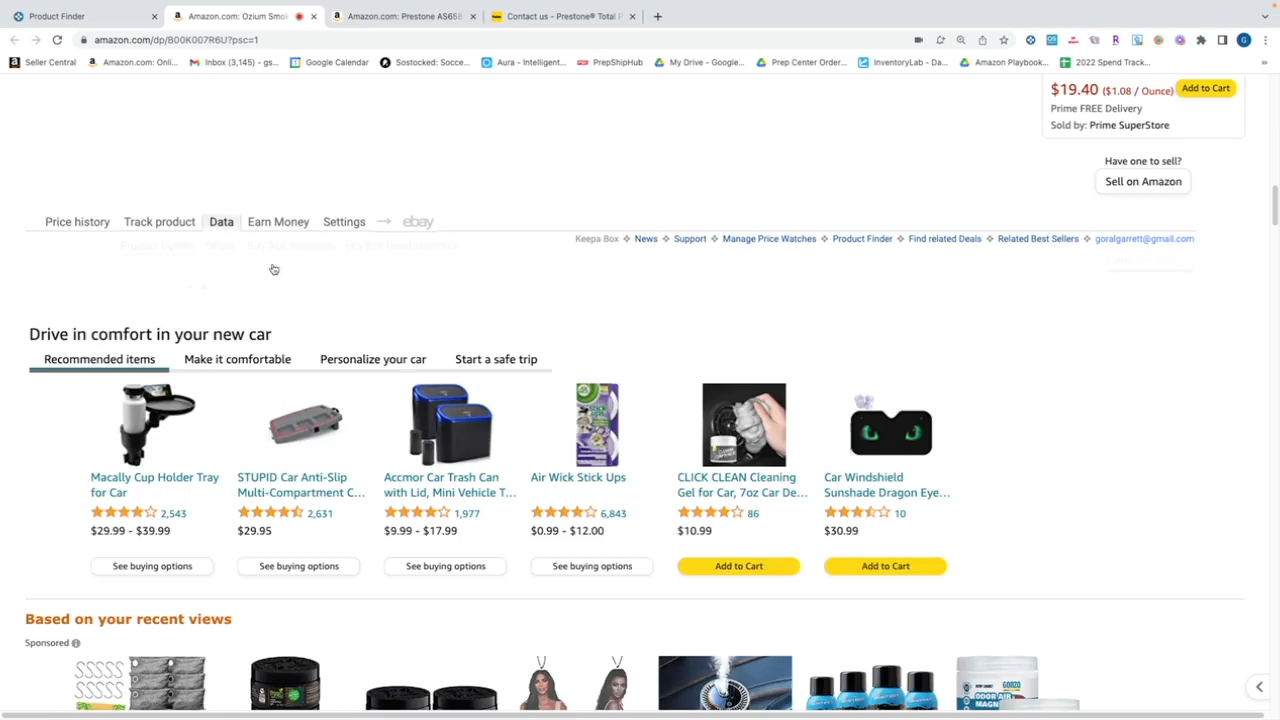 Product Finder
Amazon.com: Ozium Smok
Amazon.com: Prestone AS658
Contact us - Prestone® Total P
amazon.com/dp/B00K007R6U?psc=1
Seller Central
Amazon.com: Onli...
Inbox (3,145) - gs...
Google Calendar
Sostocked: Socce...
Aura - Intelligent...
PrepShipHub
My Drive - Google...
Prep Center Order...
InventoryLab - Da...
Amazon Playbook...
2022 Spend Track...
$19.40 ($1.08 / Ounce) Add to Cart
Prime FREE Delivery
Sold by: Prime SuperStore
Have one to sell?
Sell on Amazon
Price history Track product Data Earn Money Settings ebay
Keepa Box News Support Manage Price Watches Product Finder Find related Deals Related Best Sellers goralgarrett@gmail.com
Drive in comfort in your new car
Recommended items Make it comfortable Personalize your car Start a safe trip
Macally Cup Holder Tray
for Car
2,543
$29.99 - $39.99
See buying options
STUPID Car Anti-Slip
Multi-Compartment C...
2,631
$29.95
See buying options
Accmor Car Trash Can
with Lid, Mini Vehicle T...
1,977
$9.99 - $17.99
See buying options
Air Wick Stick Ups
6,843
$0.99 - $12.00
See buying options
CLICK CLEAN Cleaning
Gel for Car, 7oz Car De...
86
$10.99
Add to Cart
Car Windshield
Sunshade Dragon Eye...
10
$30.99
Add to Cart
Based on your recent views
Sponsored